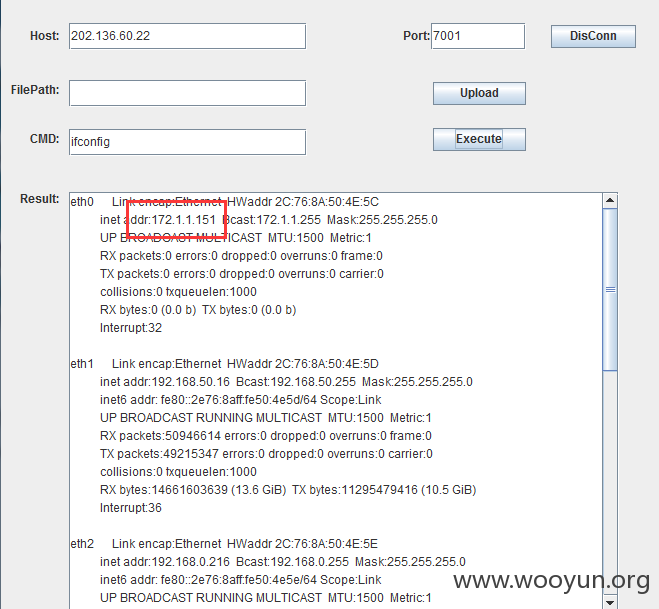 Host: 202.136.60.22 Port: 7001 DisConn
FilePath: Upload
CMD: ifconfig Execute
Result:
eth0 Link encap:Ethernet HWaddr 2C:76:8A:50:4E:5C
inet addr:172.1.1.151 Bcast:172.1.1.255 Mask:255.255.255.0
UP BROADCAST MULTICAST MTU:1500 Metric:1
RX packets:0 errors:0 dropped:0 overruns:0 frame:0
TX packets:0 errors:0 dropped:0 overruns:0 carrier:0
collisions:0 txqueuelen:1000
RX bytes:0 (0.0 b) TX bytes:0 (0.0 b)
Interrupt:32
eth1 Link encap:Ethernet HWaddr 2C:76:8A:50:4E:5D
inet addr:192.168.50.16 Bcast:192.168.50.255 Mask:255.255.255.0
inet6 addr: fe80::2e76:8aff:fe50:4e5d/64 Scope:Link
UP BROADCAST RUNNING MULTICAST MTU:1500 Metric:1
RX packets:50946614 errors:0 dropped:0 overruns:0 frame:0
TX packets:49215347 errors:0 dropped:0 overruns:0 carrier:0
collisions:0 txqueuelen:1000
RX bytes:14661603639 (13.6 GiB) TX bytes:11295479416 (10.5 GiB)
Interrupt:36
eth2 Link encap:Ethernet HWaddr 2C:76:8A:50:4E:5E
inet addr:192.168.0.216 Bcast:192.168.0.255 Mask:255.255.255.0
inet6 addr: fe80::2e76:8aff:fe50:4e5e/64 Scope:Link
UP BROADCAST RUNNING MULTICAST MTU:1500 Metric:1
www.wooyun.org